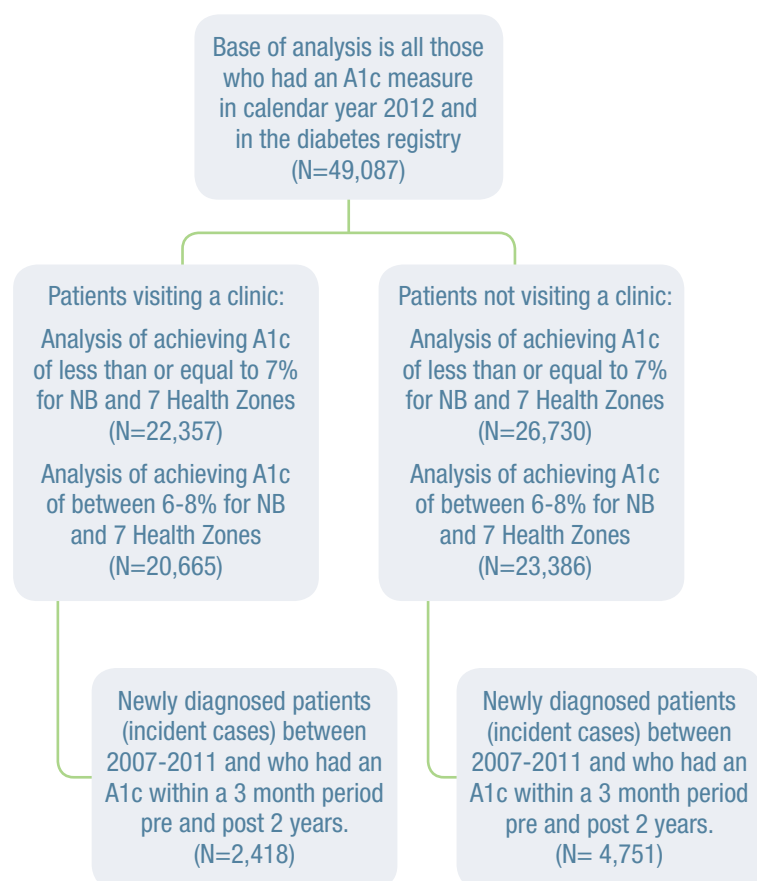 Base of analysis is all those
who had an A1c measure
in calendar year 2012 and
in the diabetes registry
(N=49,087)
Patients visiting a clinic:
Analysis of achieving A1c
of less than or equal to 7%
for NB and 7 Health Zones
(N=22,357)
Analysis of achieving A1c
of between 6-8% for NB
and 7 Health Zones
(N=20,665)
Patients not visiting a clinic:
Analysis of achieving A1c
of less than or equal to 7%
for NB and 7 Health Zones
(N=26,730)
Analysis of achieving A1c
of between 6-8% for NB
and 7 Health Zones
(N=23,386)
Newly diagnosed patients
(incident cases) between
2007-2011 and who had an
A1c within a 3 month period
pre and post 2 years.
(N=2,418)
Newly diagnosed patients
(incident cases) between
2007-2011 and who had an
A1c within a 3 month period
pre and post 2 years.
(N= 4,751)